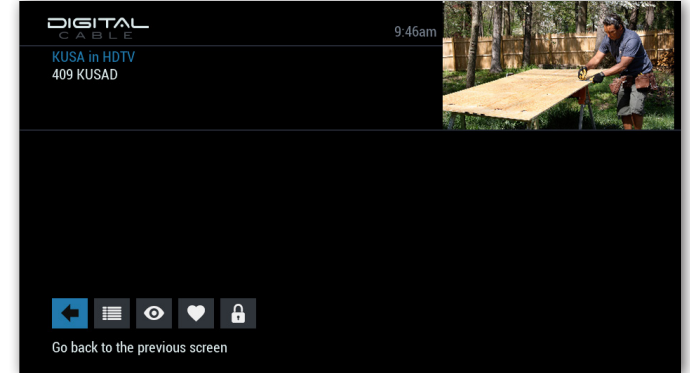 DIGITAL
CABLE
9:46am
KUSA in HDTV
409 KUSAD
Go back to the previous screen